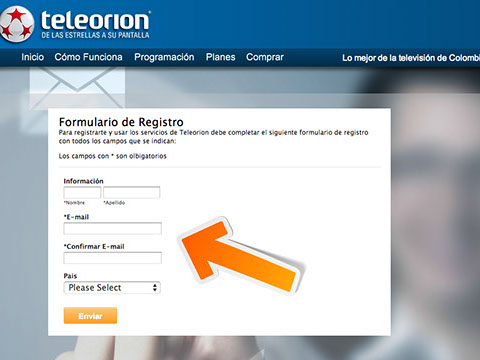 teleorion®
DE LAS ESTRELLAS A SU PANTALLA
Inicio Cómo Funciona Programación Planes Comprar Lo mejor de la televisión de Colombi
Formulario de Registro
Para registrarte y usar los servicios de Teleorion debe completar el siguiente formulario de registro
con todos los campos que se indican:
Los campos con * son olbigatorios
Información
*Nombre *Apellido
*E-mail
*Confirmar E-mail
Pais
Please Select
Enviar